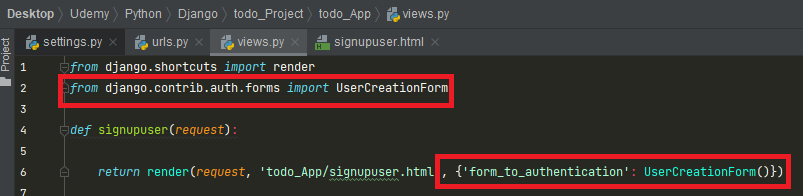 Desktop Udemy Python Django todo_Project todo_App views.py
Project
settings.py urls.py views.py signupuser.html
1 from django.shortcuts import render
2 from django.contrib.auth.forms import UserCreationForm
3
4 def signupuser(request):
5
6 return render(request, 'todo_App/signupuser.html', {'form_to_authentication': UserCreationForm()})
7